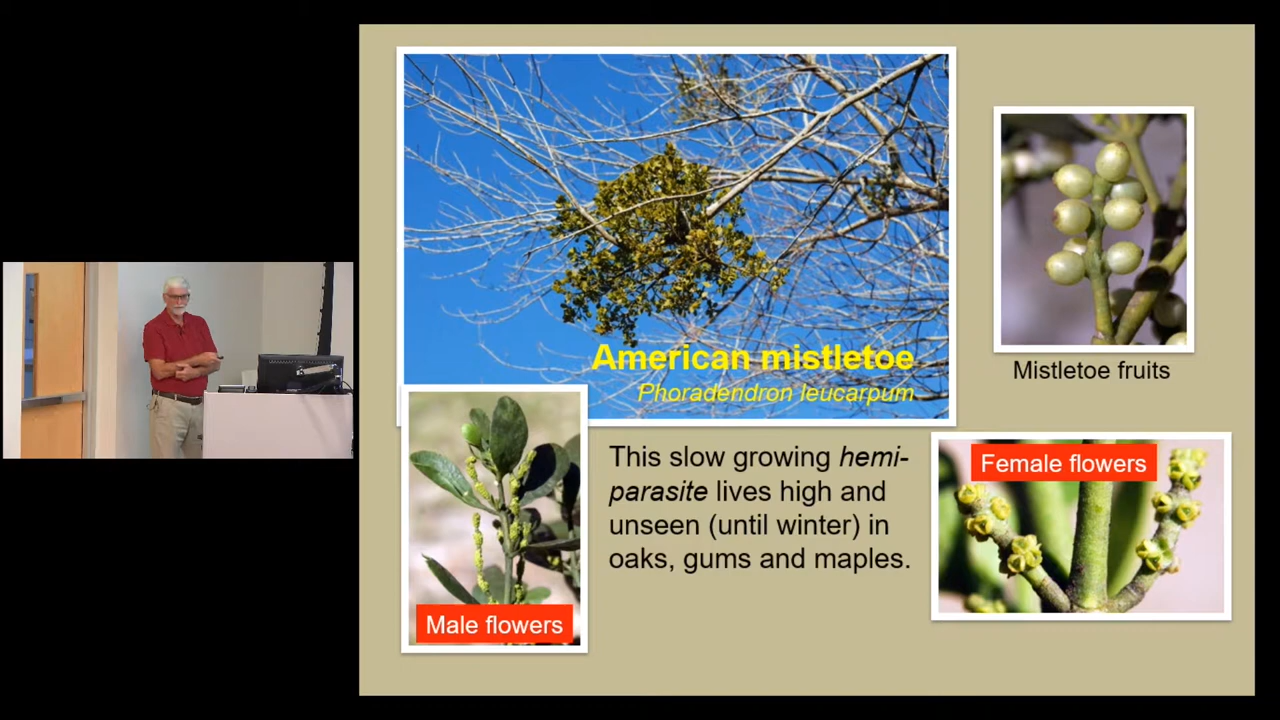 American mistletoe
Phoradendron leucarpum
Mistletoe fruits
This slow growing hemi-
parasite lives high and
unseen (until winter) in
oaks, gums and maples.
Female flowers
Male flowers